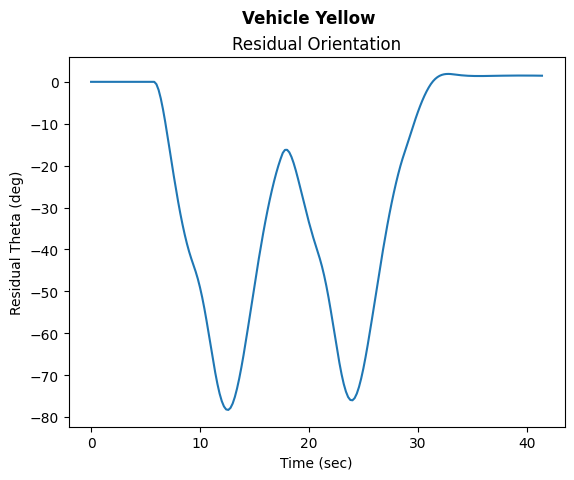 Vehicle Yellow
Residual Orientation
Residual Theta (deg)
0
−10
−20
−30
−40
−50
−60
−70
−80
0 10 20 30 40
Time (sec)